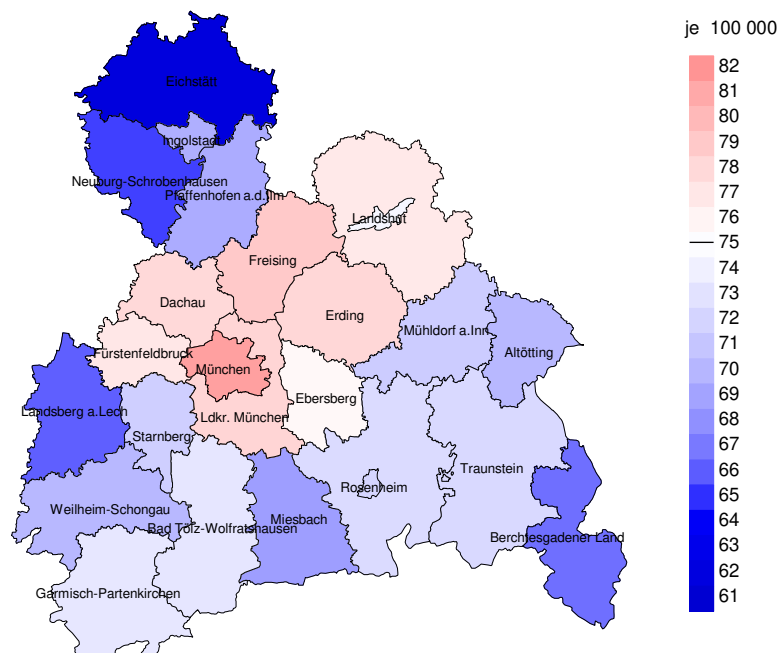 je 100 000
82
81
80
79
78
77
76
75
74
73
72
71
70
69
68
67
66
65
64
63
62
61
Eichstätt
Ingolstadt
Neuburg-Schrobenhausen
Pfaffenhofen a.d.Ilm
Landshut
Freising
Dachau
Erding
Mühldorf a.Inn
Altötting
Fürstenfeldbruck
München
Ebersberg
Landsberg a.Lech
Ldkr. München
Starnberg
Traunstein
Rosenheim
Weilheim-Schongau
Miesbach
Bad Tölz-Wolfratshausen
Berchtesgadener Land
Garmisch-Partenkirchen